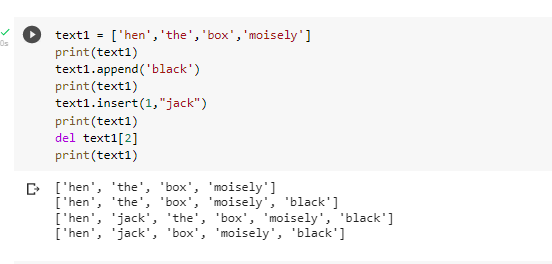 text1 = ['hen','the','box','moisely']
print(text1)
text1.append('black')
print(text1)
text1.insert(1,"jack")
print(text1)
del text1[2]
print(text1)
0s
['hen', 'the', 'box', 'moisely']
['hen', 'the', 'box', 'moisely', 'black']
['hen', 'jack', 'the', 'box', 'moisely', 'black']
['hen', 'jack', 'box', 'moisely', 'black']